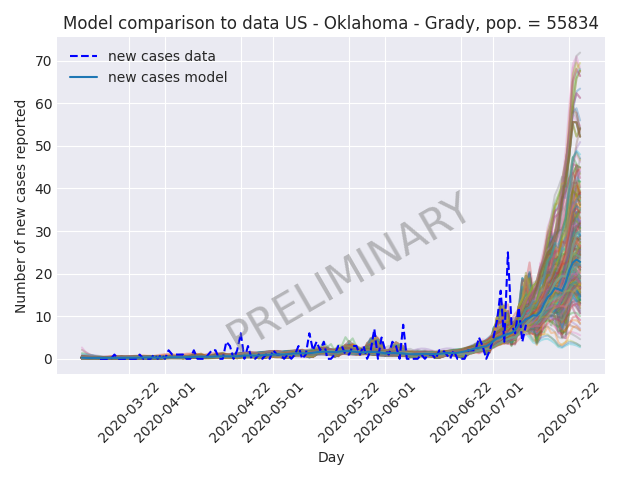 Model comparison to data US - Oklahoma - Grady, pop. = 55834
new cases data
new cases model
Number of new cases reported
70
60
50
40
30
20
10
0
PRELIMINARY
2020-03-22
2020-04-01
2020-04-22
2020-05-01
2020-05-22
2020-06-01
2020-06-22
2020-07-01
2020-07-22
Day